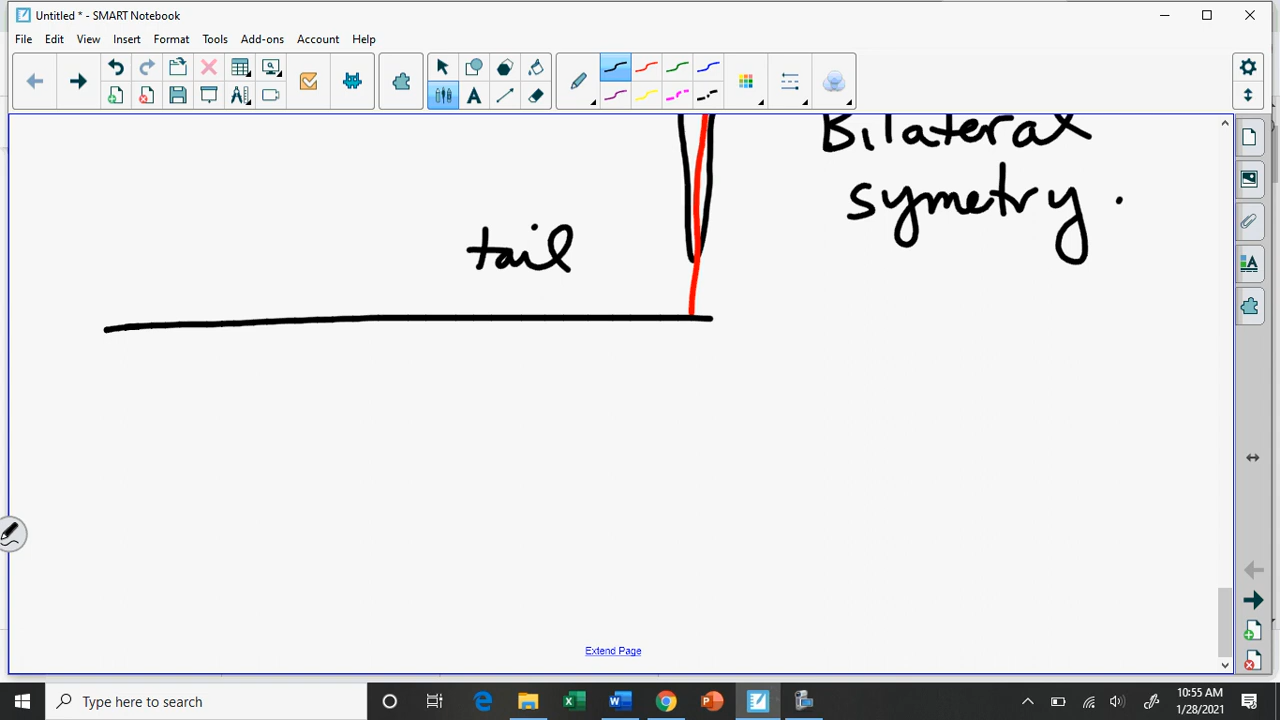 Untitled * - SMART Notebook
File Edit View Insert Format Tools Add-ons Account Help
Bilateral
symetry.
tail
Extend Page
Type here to search
10:55 AM
1/28/2021